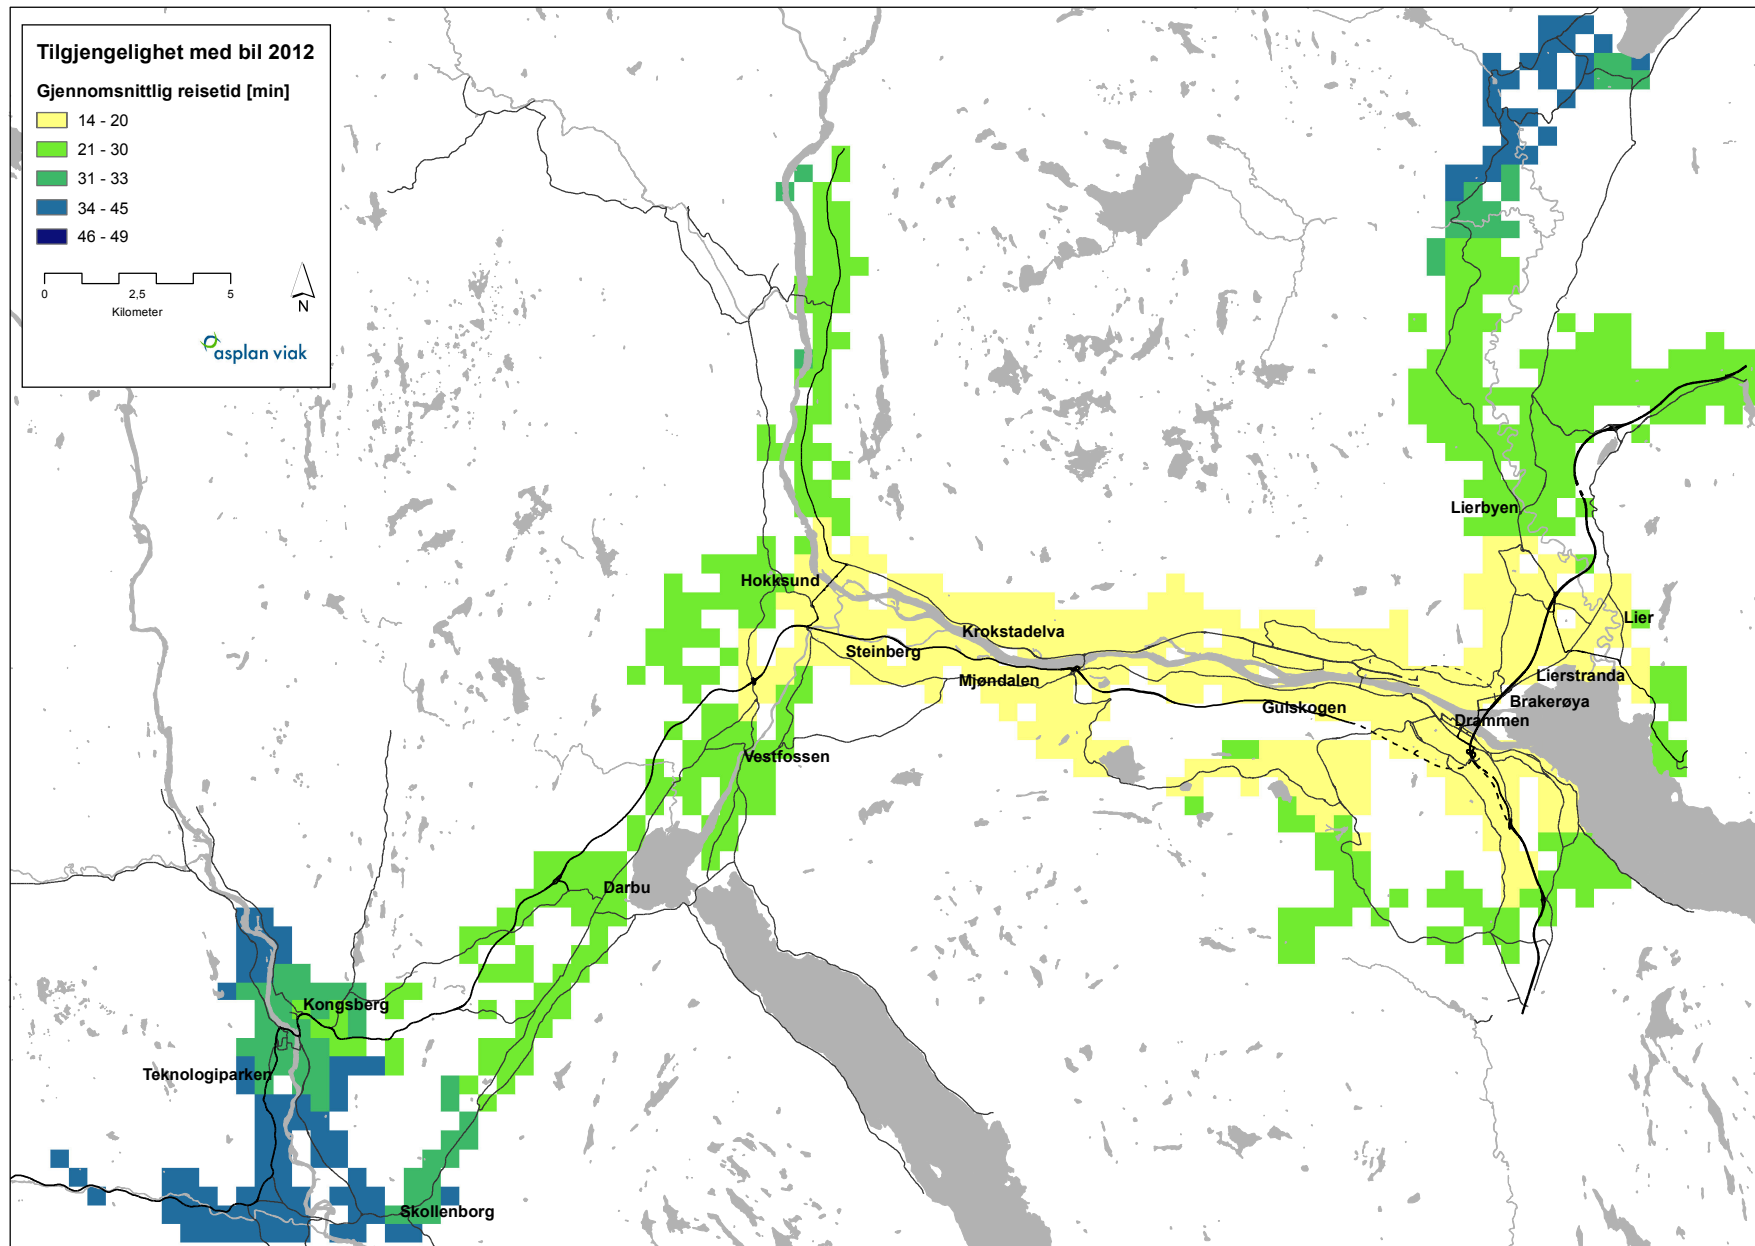 Tilgjengelighet med bil 2012
Gjennomsnittlig reisetid [min]
14 - 20
21 - 30
31 - 33
34 - 45
46 - 49
0 2,5 5
Kilometer
N
asplan viak
Lierbyen
Hokksund
Lier
Krokstadelva
Steinberg
Lierstranda
Mjøndalen
Brakerøya
Gulskogen
Drammen
Vestfossen
Darbu
Kongsberg
Teknologiparken
Skollenborg